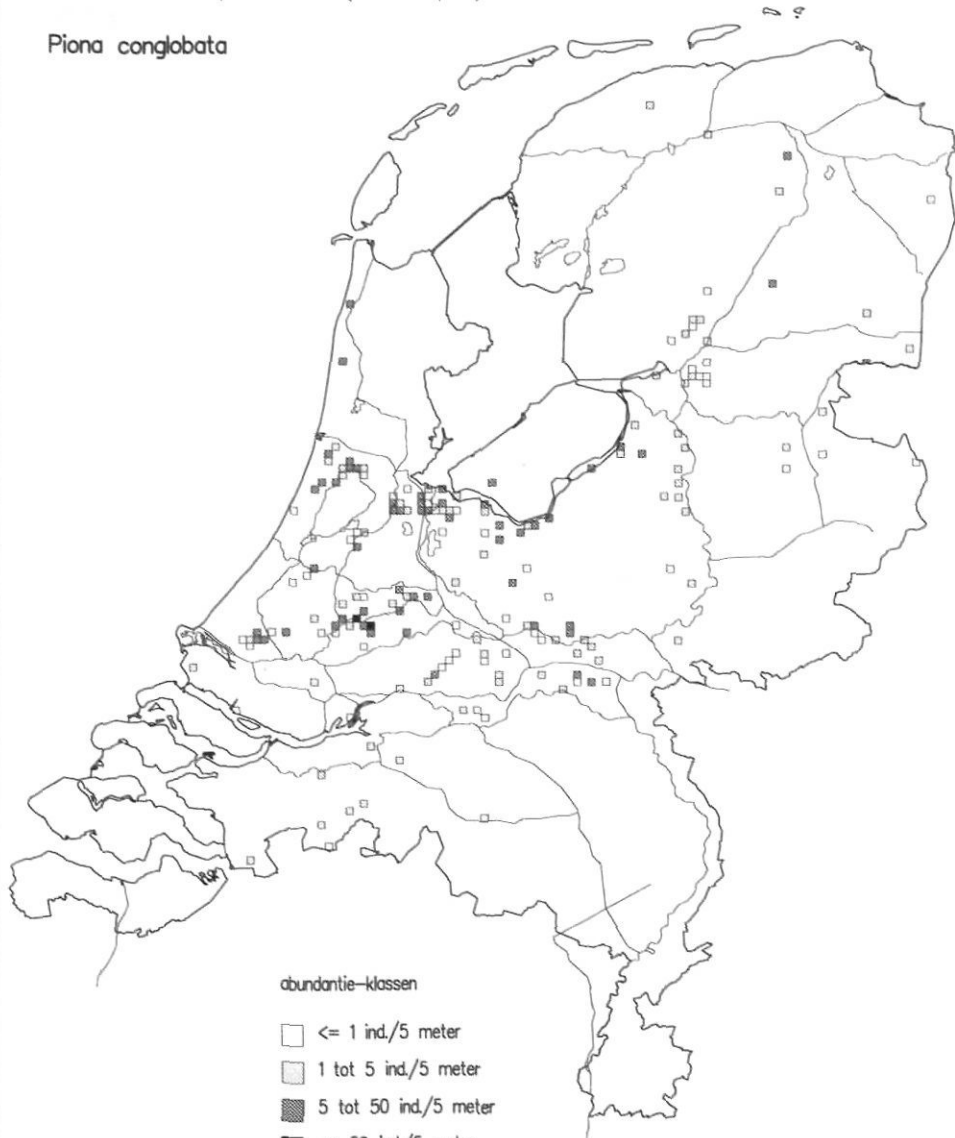 Piona conglobata
abundantie-klassen
<= 1 ind./5 meter
1 tot 5 ind./5 meter
5 tot 50 ind./5 meter